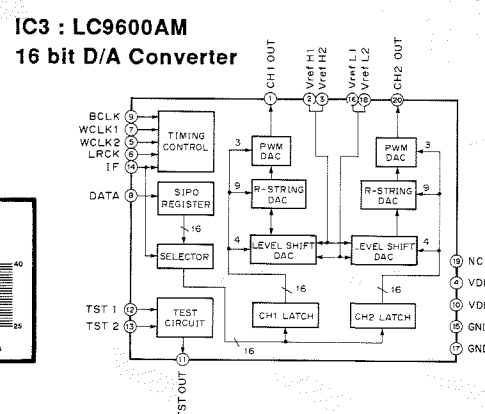 IC3 : LC9600AM
16 bit D/A Converter
CH1 OUT
Vref H1
Vref H2
Vref L1
Vref L2
CH2 OUT
1 2 3 16 18 20
BCLK 9
WCLK1 7
WCLK2 5
LRCK 6
IF 14
TIMING
CONTROL
DATA 8
SIPO
REGISTER
16
SELECTOR
3
PWM
DAC
9
R-STRING
DAC
4
LEVEL SHIFT
DAC
PWM
DAC
3
R-STRING
DAC
9
LEVEL SHIFT
DAC
4
16
16
CH1 LATCH
CH2 LATCH
TST 1 12
TST 2 13
TEST
CIRCUIT
16
11
TST OUT
19 NC
4 VDD
10 VDD
15 GND
17 GND
40
25